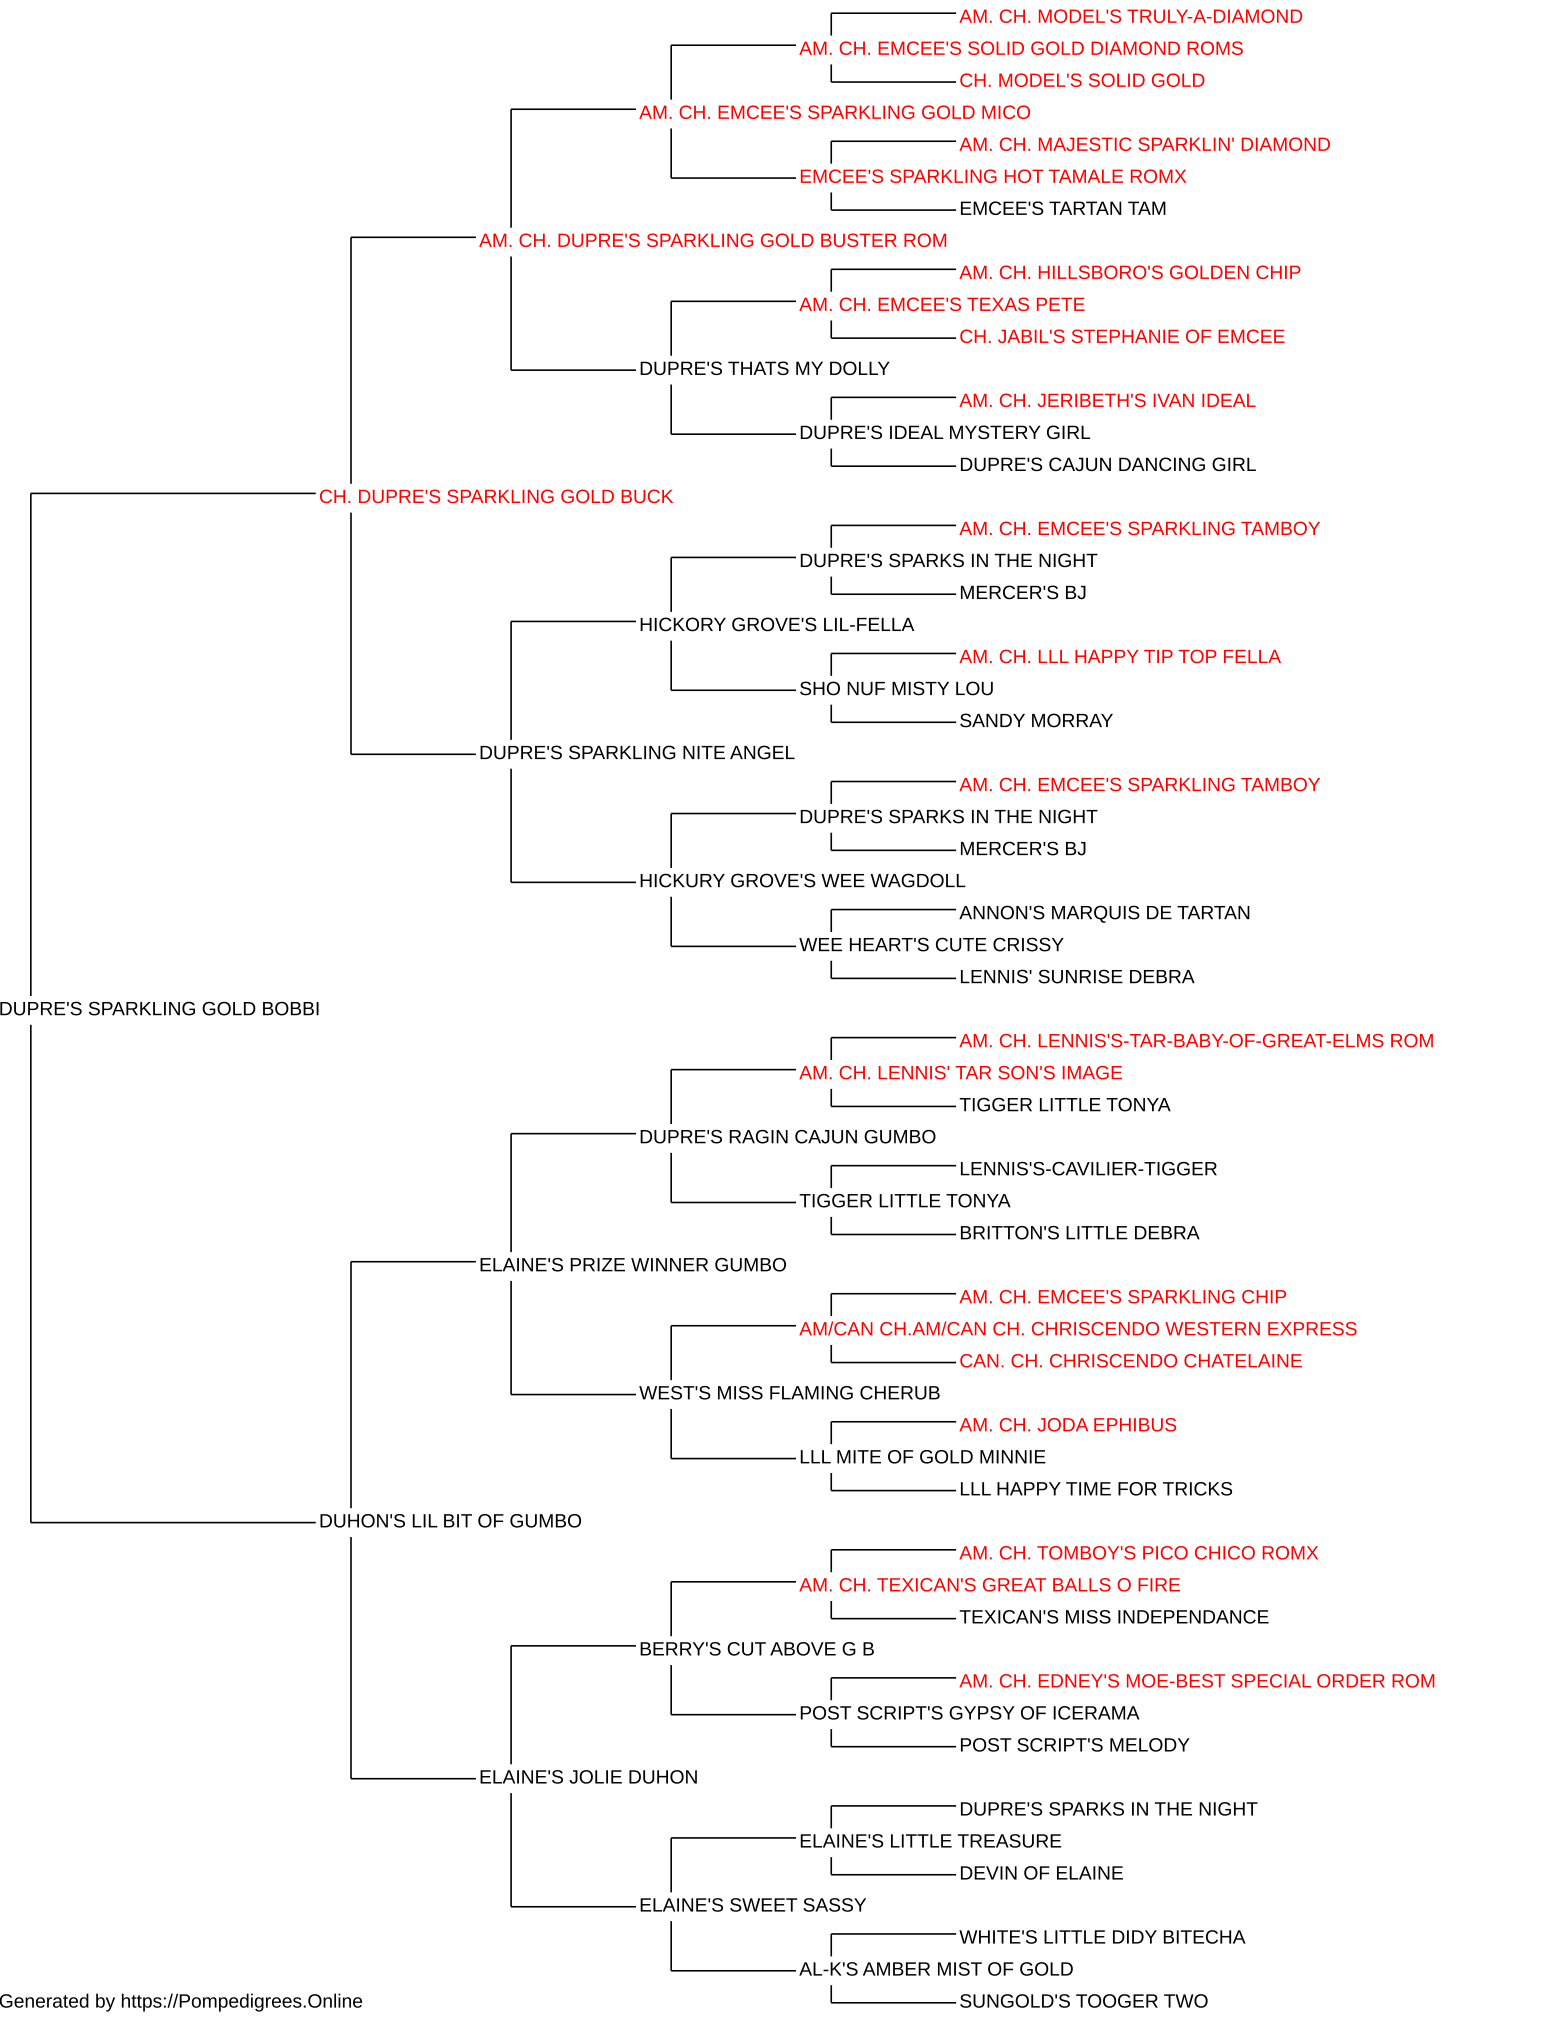 AM. CH. MODEL'S TRULY-A-DIAMOND
AM. CH. EMCEE'S SOLID GOLD DIAMOND ROMS
CH. MODEL'S SOLID GOLD
AM. CH. EMCEE'S SPARKLING GOLD MICO
AM. CH. MAJESTIC SPARKLIN' DIAMOND
EMCEE'S SPARKLING HOT TAMALE ROMX
EMCEE'S TARTAN TAM
AM. CH. DUPRE'S SPARKLING GOLD BUSTER ROM
AM. CH. HILLSBORO'S GOLDEN CHIP
AM. CH. EMCEE'S TEXAS PETE
CH. JABIL'S STEPHANIE OF EMCEE
DUPRE'S THATS MY DOLLY
AM. CH. JERIBETH'S IVAN IDEAL
DUPRE'S IDEAL MYSTERY GIRL
DUPRE'S CAJUN DANCING GIRL
CH. DUPRE'S SPARKLING GOLD BUCK
AM. CH. EMCEE'S SPARKLING TAMBOY
DUPRE'S SPARKS IN THE NIGHT
MERCER'S BJ
HICKORY GROVE'S LIL-FELLA
AM. CH. LLL HAPPY TIP TOP FELLA
SHO NUF MISTY LOU
SANDY MORRAY
DUPRE'S SPARKLING NITE ANGEL
AM. CH. EMCEE'S SPARKLING TAMBOY
DUPRE'S SPARKS IN THE NIGHT
MERCER'S BJ
HICKURY GROVE'S WEE WAGDOLL
ANNON'S MARQUIS DE TARTAN
WEE HEART'S CUTE CRISSY
LENNIS' SUNRISE DEBRA
DUPRE'S SPARKLING GOLD BOBBI
AM. CH. LENNIS'S-TAR-BABY-OF-GREAT-ELMS ROM
AM. CH. LENNIS' TAR SON'S IMAGE
TIGGER LITTLE TONYA
DUPRE'S RAGIN CAJUN GUMBO
LENNIS'S-CAVILIER-TIGGER
TIGGER LITTLE TONYA
BRITTON'S LITTLE DEBRA
ELAINE'S PRIZE WINNER GUMBO
AM. CH. EMCEE'S SPARKLING CHIP
AM/CAN CH.AM/CAN CH. CHRISCENDO WESTERN EXPRESS
CAN. CH. CHRISCENDO CHATELAINE
WEST'S MISS FLAMING CHERUB
AM. CH. JODA EPHIBUS
LLL MITE OF GOLD MINNIE
LLL HAPPY TIME FOR TRICKS
DUHON'S LIL BIT OF GUMBO
AM. CH. TOMBOY'S PICO CHICO ROMX
AM. CH. TEXICAN'S GREAT BALLS O FIRE
TEXICAN'S MISS INDEPENDANCE
BERRY'S CUT ABOVE G B
AM. CH. EDNEY'S MOE-BEST SPECIAL ORDER ROM
POST SCRIPT'S GYPSY OF ICERAMA
POST SCRIPT'S MELODY
ELAINE'S JOLIE DUHON
DUPRE'S SPARKS IN THE NIGHT
ELAINE'S LITTLE TREASURE
DEVIN OF ELAINE
ELAINE'S SWEET SASSY
WHITE'S LITTLE DIDY BITECHA
AL-K'S AMBER MIST OF GOLD
SUNGOLD'S TOOGER TWO
Generated by https://Pompedigrees.Online